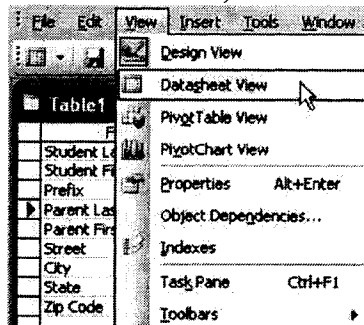 File Edit View Insert Tools Window
Design View
Datasheet View
Table1
PivotTable View
F
PivotChart View
Student L
Student Fi
Properties Alt+Enter
Prefix
Parent Las
Object Dependencies...
Parent Firs
Street
Indexes
City
State
Task Pane Ctrl+F1
Zip Code
Toolbars